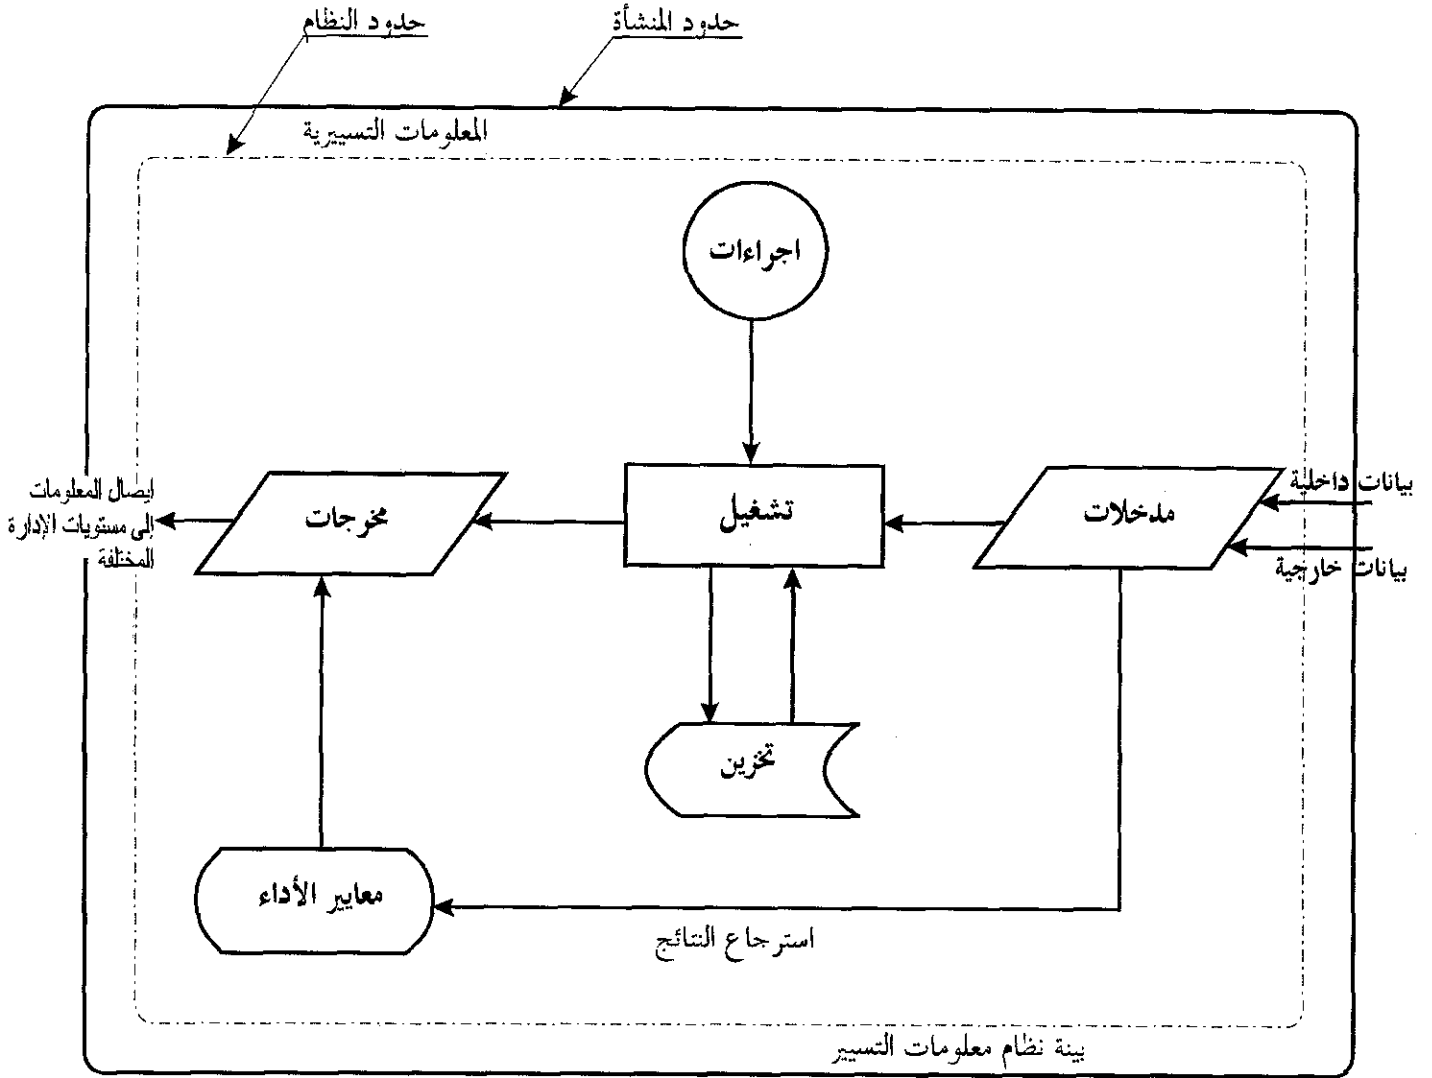 حدود المنشأة
حدود النظام
المعلومات التسييرية
اجراءات
بيانات داخلية
بيانات خارجية
مدخلات
تشغيل
مخرجات
ايصال المعلومات
إلى مستويات الإدارة
المختلفة
تخزين
معايير الأداء
استرجاع النتائج
بيئة نظام معلومات التسيير